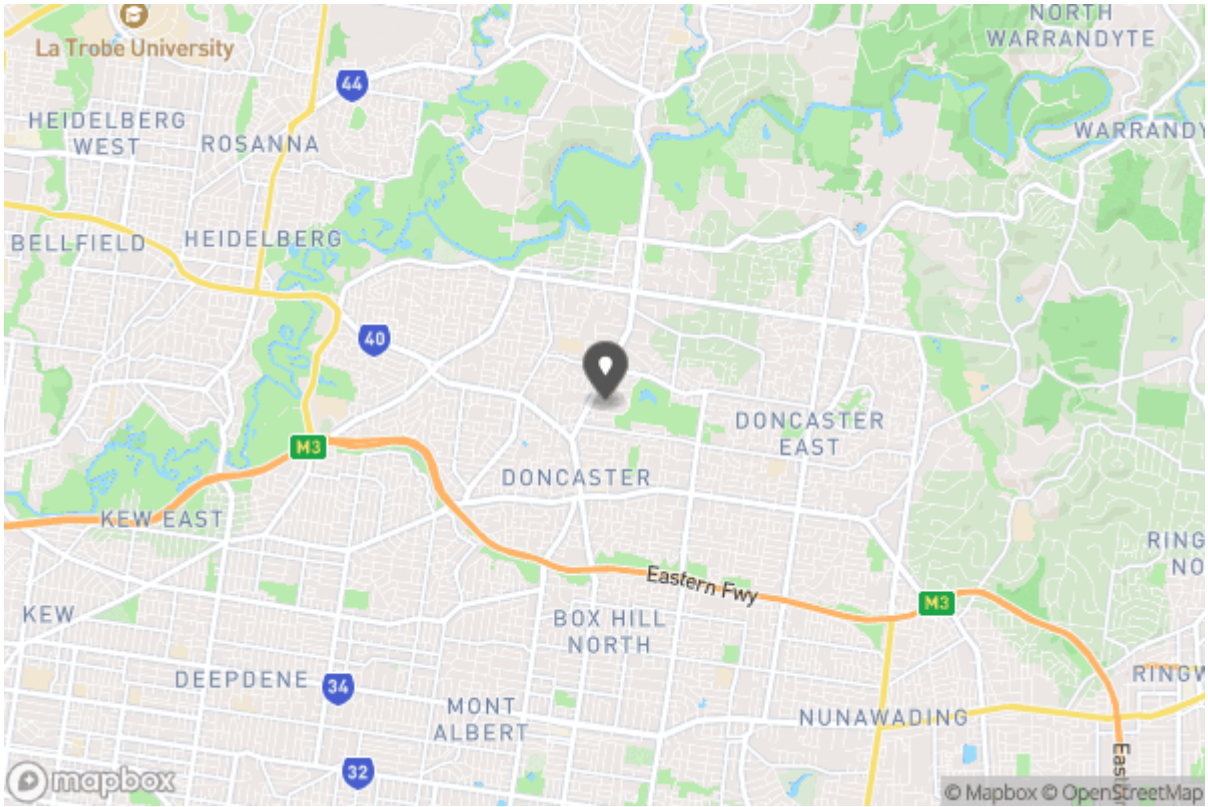 NORTH
WARRANDYTE
La Trobe University
44
HEIDELBERG
WEST
ROSANNA
WARRANDY
BELLFIELD
HEIDELBERG
40
DONCASTER
EAST
M3
DONCASTER
KEW EAST
RING
NO
Eastern Fwy
M3
KEW
BOX HILL
NORTH
DEEPDENE
34
RINGW
MONT
ALBERT
NUNAWADING
32
East
mapbox
© Mapbox © OpenStreetMap